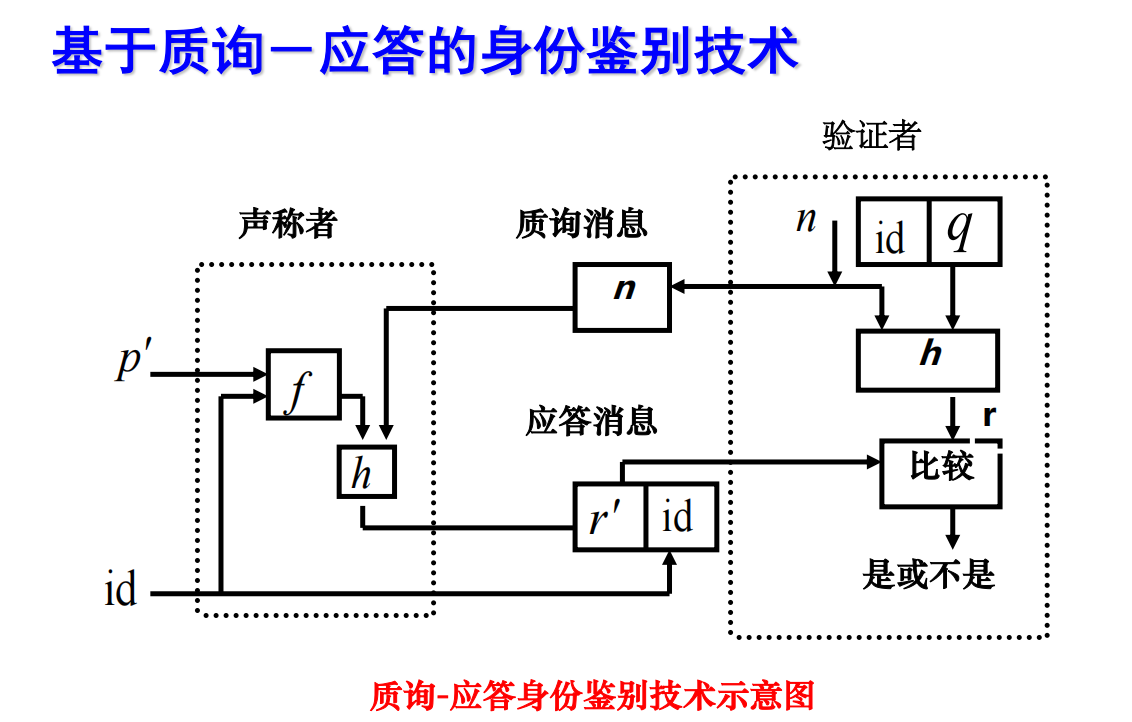 基于质询－应答的身份鉴别技术
验证者
声称者
质询消息
n
id q
n
h
p′
f
r
应答消息
比较
h
r′ id
是或不是
id
质询-应答身份鉴别技术示意图